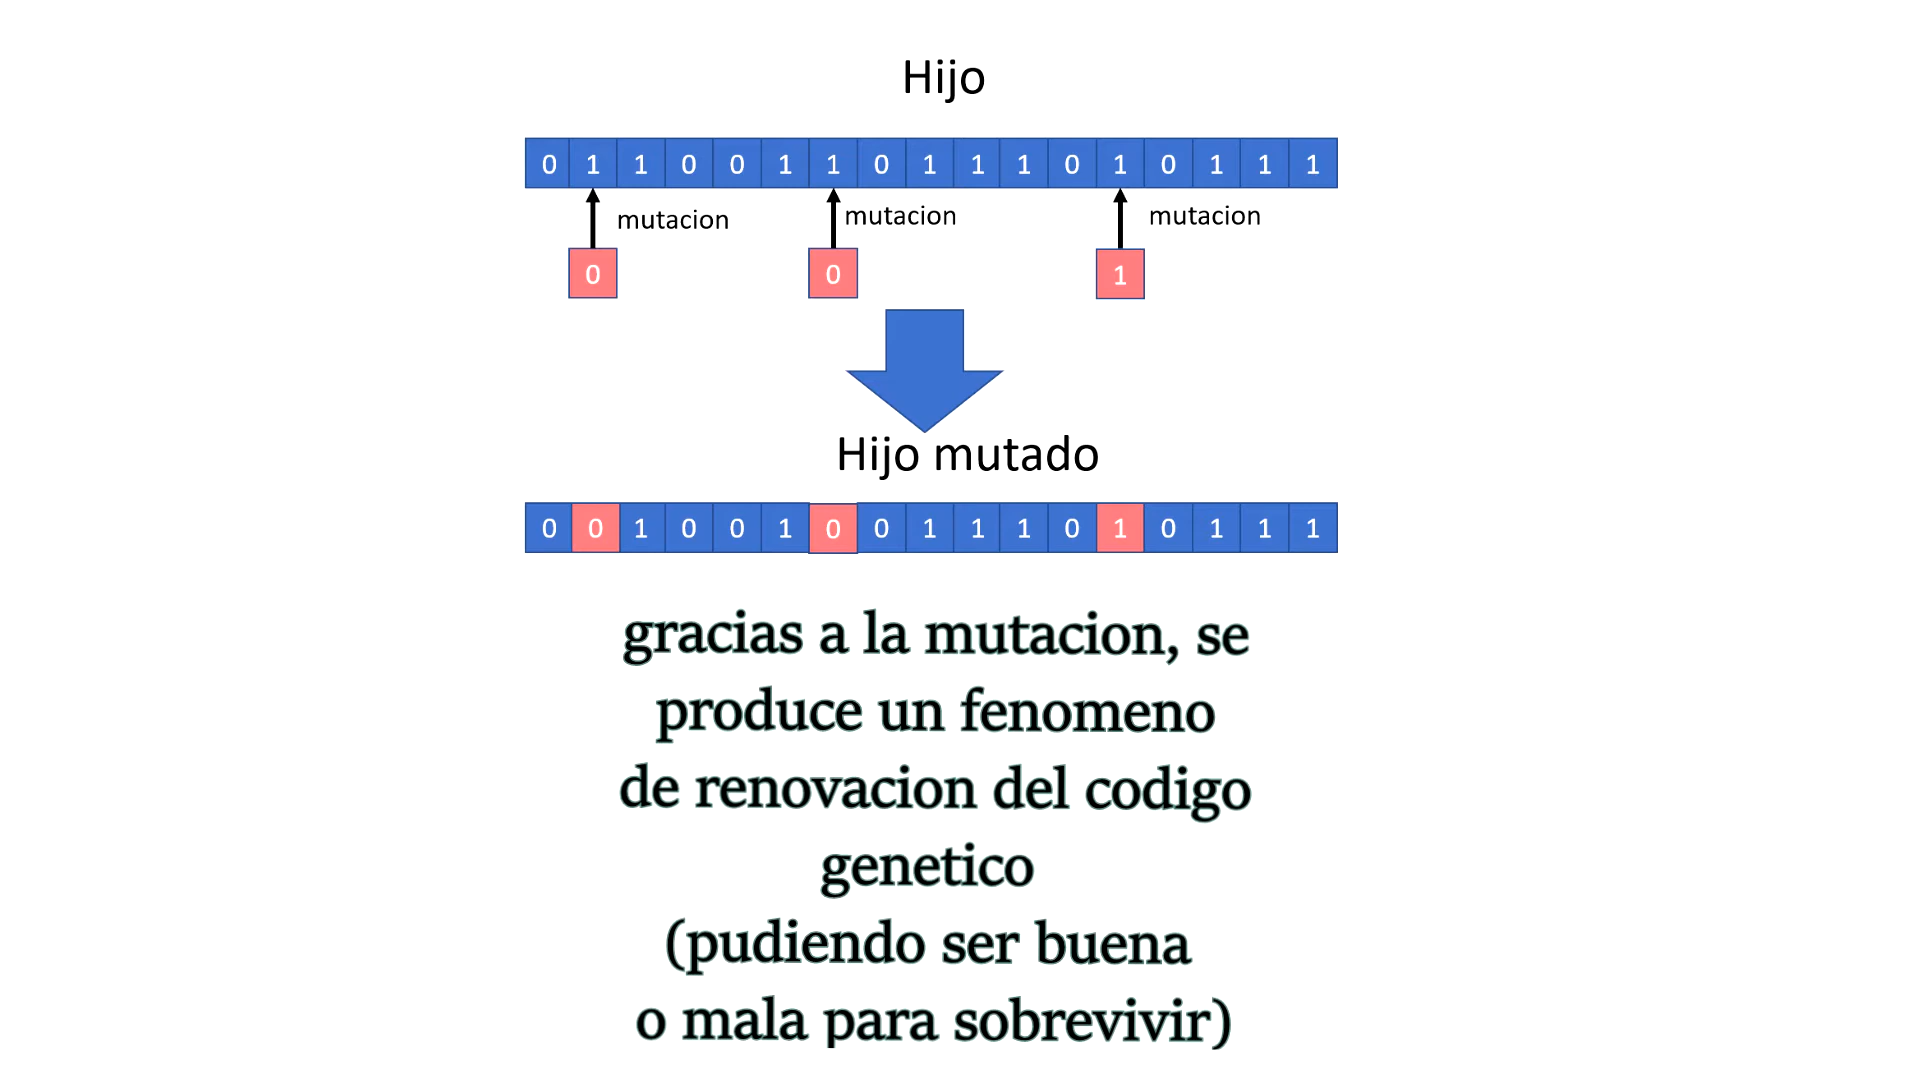 Hijo
0 1 1 0 0 1 1 0 1 1 1 0 1 0 1 1 1
mutacion mutacion mutacion
0 0 1
Hijo mutado
0 0 1 0 0 1 0 0 1 1 1 0 1 0 1 1 1
gracias a la mutacion, se
produce un fenomeno
de renovacion del codigo
genetico
(pudiendo ser buena
o mala para sobrevivir)